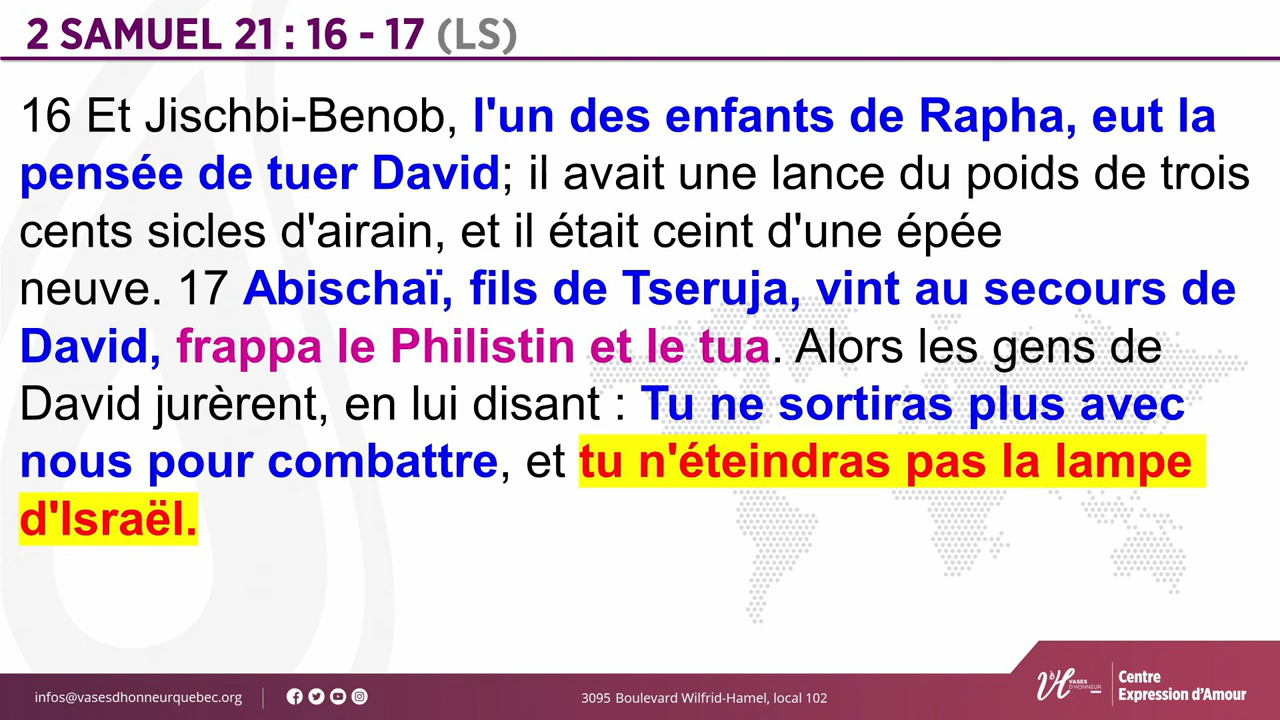 2 SAMUEL 21 : 16 - 17 (LS)
16 Et Jischbi-Benob, l'un des enfants de Rapha, eut la
pensée de tuer David; il avait une lance du poids de trois
cents sicles d'airain, et il était ceint d'une épée
neuve. 17 Abischaï, fils de Tseruja, vint au secours de
David, frappa le Philistin et le tua. Alors les gens de
David jurèrent, en lui disant : Tu ne sortiras plus avec
nous pour combattre, et tu n'éteindras pas la lampe
d'Israël.
infos@vasesdhonneurquebec.org
3095 Boulevard Wilfrid-Hamel, local 102
VH VASES D'HONNEUR
Centre
Expression d'Amour